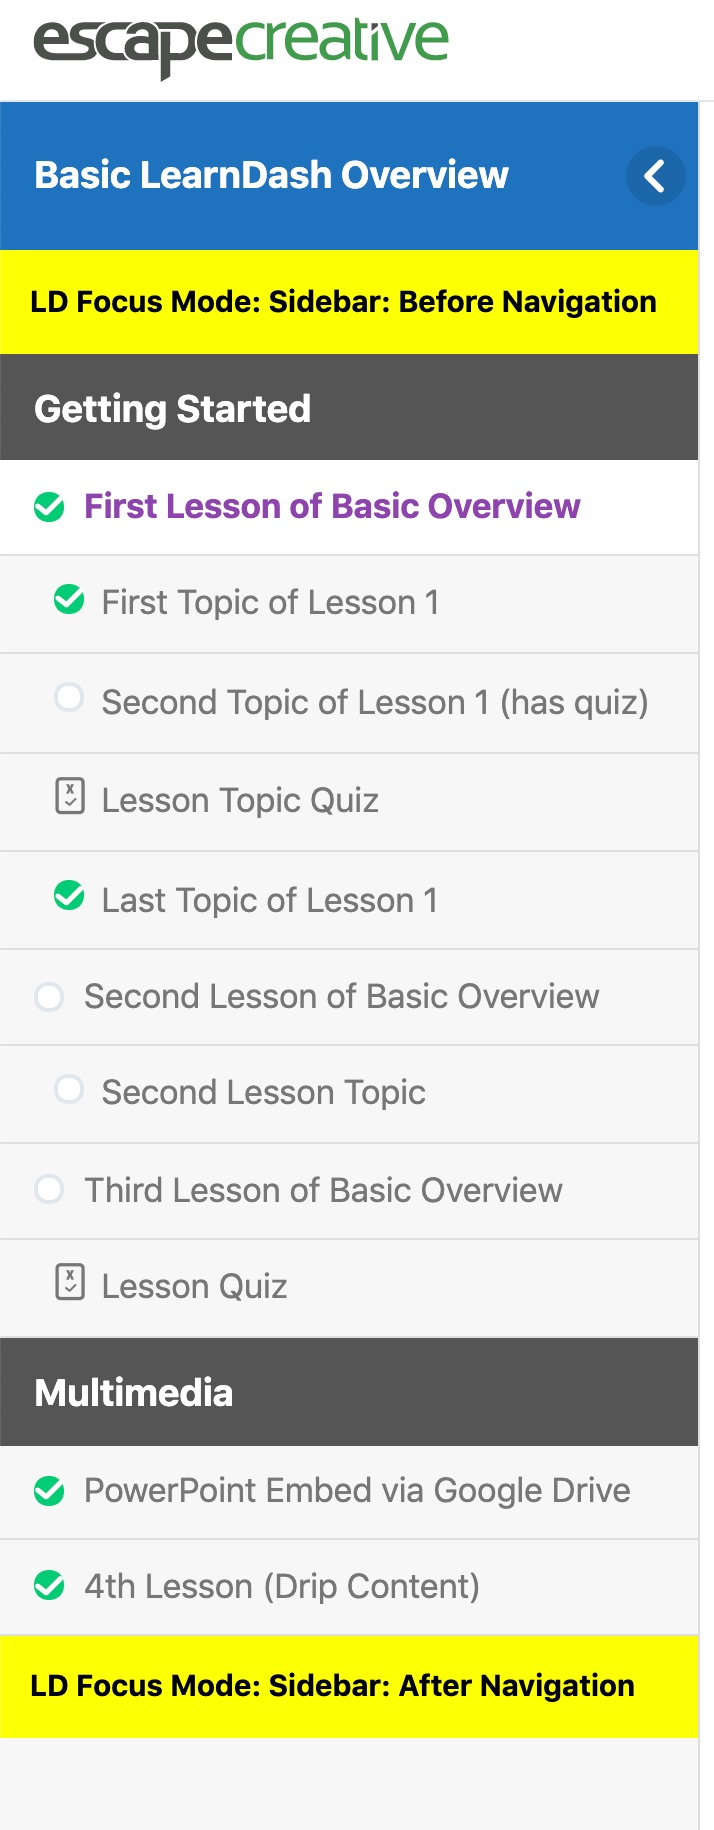 escapecreative
Basic LearnDash Overview
LD Focus Mode: Sidebar: Before Navigation
Getting Started
First Lesson of Basic Overview
First Topic of Lesson 1
Second Topic of Lesson 1 (has quiz)
Lesson Topic Quiz
Last Topic of Lesson 1
Second Lesson of Basic Overview
Second Lesson Topic
Third Lesson of Basic Overview
Lesson Quiz
Multimedia
PowerPoint Embed via Google Drive
4th Lesson (Drip Content)
LD Focus Mode: Sidebar: After Navigation